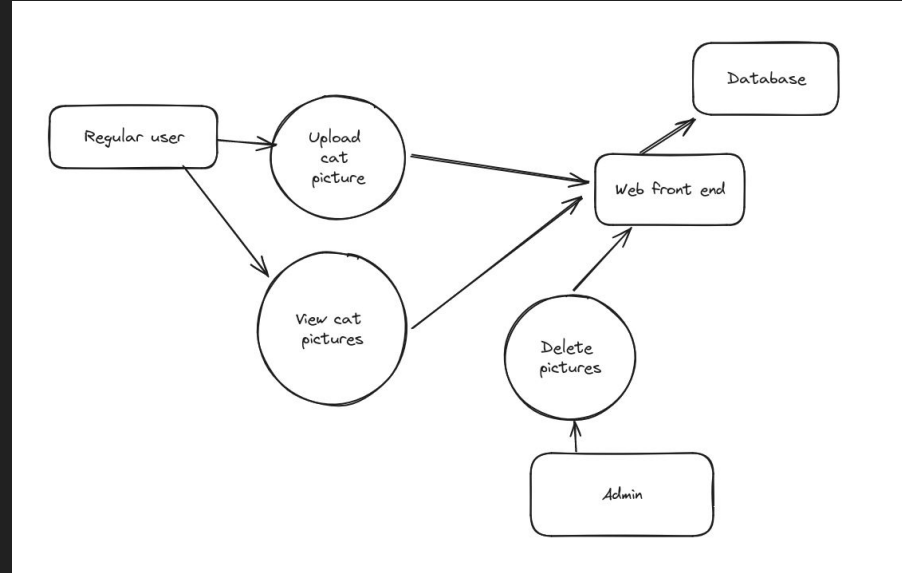 Database
Regular user
Upload
cat
picture
Web front end
View cat
pictures
Delete
pictures
Admin